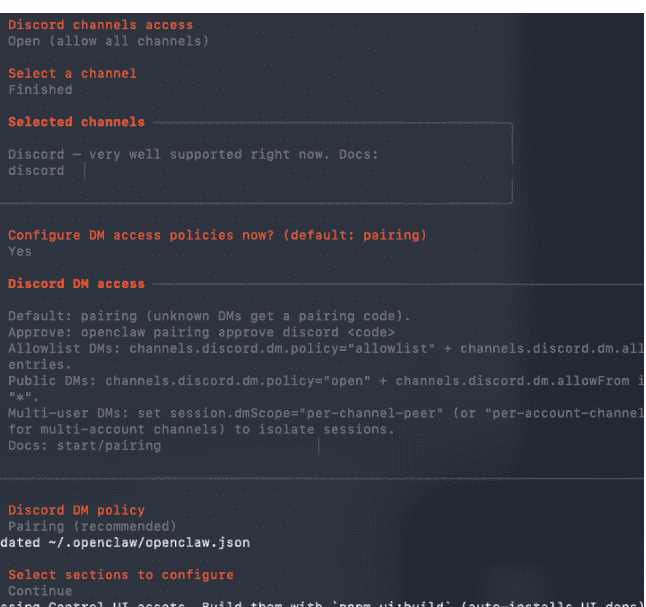 Discord channels access
Open (allow all channels)
Select a channel
Finished
Selected channels
Discord — very well supported right now. Docs:
discord
Configure DM access policies now? (default: pairing)
Yes
Discord DM access
Default: pairing (unknown DMs get a pairing code).
Approve: openclaw pairing approve discord <code>
Allowlist DMs: channels.discord.dm.policy="allowlist" + channels.discord.dm.all
entries.
Public DMs: channels.discord.dm.policy="open" + channels.discord.dm.allowFrom i
"*".
Multi-user DMs: set session.dmScope="per-channel-peer" (or "per-account-channel
for multi-account channels) to isolate sessions.
Docs: start/pairing
Discord DM policy
Pairing (recommended)
dated ~/.openclaw/openclaw.json
Select sections to configure
Continue
ssing Control UI assets. Build them with `pnpm ui:build` (auto-installs UI deps)